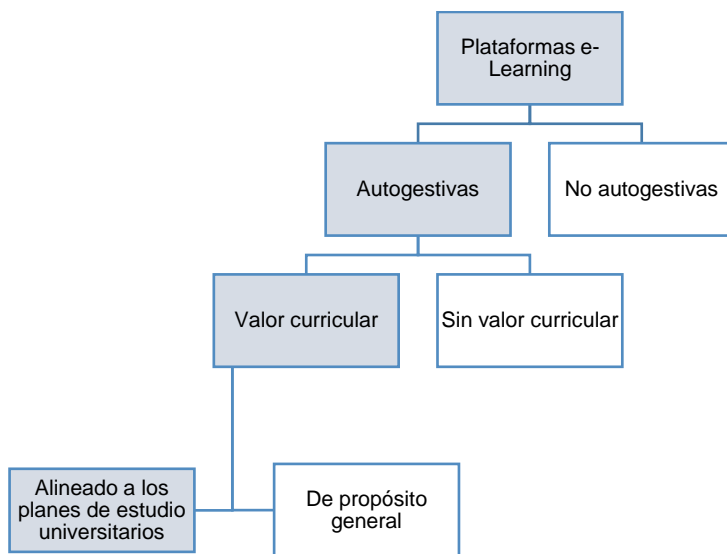 Plataformas e-
Learning
Autogestivas
No autogestivas
Valor curricular
Sin valor curricular
Alineado a los
planes de estudio
universitarios
De propósito
general